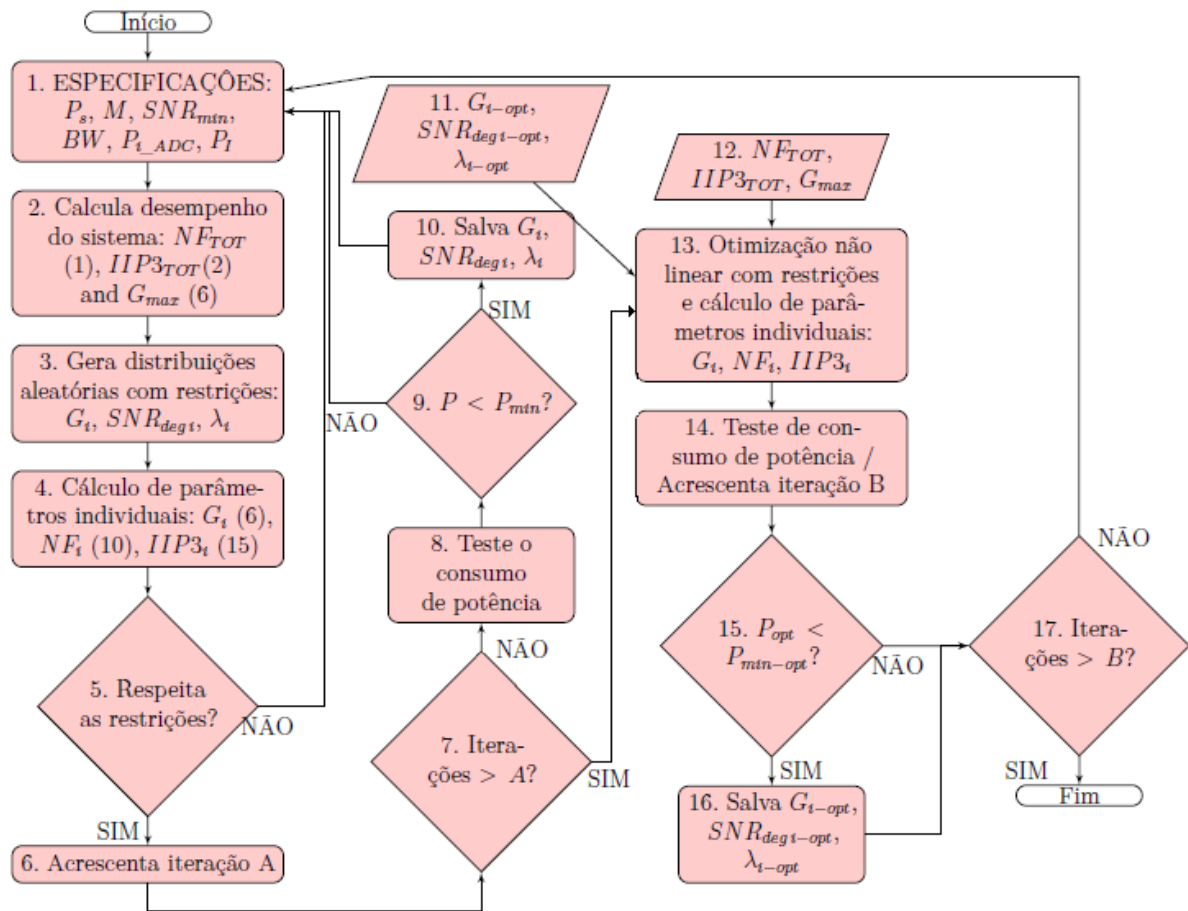 Início
1. ESPECIFICAÇÔES:
P_s, M, SNR_min,
BW, P_i_ADC, P_I
2. Calcula desempenho
do sistema: NF_TOT
(1), IIP3_TOT(2)
and G_max (6)
3. Gera distribuições
aleatórias com restrições:
G_i, SNR_deg i, λ_i
4. Cálculo de parâme-
tros individuais: G_i (6),
NF_i (10), IIP3_i (15)
5. Respeita
as restrições?
NÃO
SIM
6. Acrescenta iteração A
7. Itera-
ções > A?
NÃO
SIM
8. Teste o
consumo
de potência
9. P < P_min?
NÃO
SIM
10. Salva G_i,
SNR_deg i, λ_i
11. G_i−opt,
SNR_deg i−opt,
λ_i−opt
12. NF_TOT,
IIP3_TOT, G_max
13. Otimização não
linear com restrições
e cálculo de parâ-
metros individuais:
G_i, NF_i, IIP3_i
14. Teste de con-
sumo de potência /
Acrescenta iteração B
15. P_opt <
P_min−opt?
NÃO
SIM
16. Salva G_i−opt,
SNR_deg i−opt,
λ_i−opt
17. Itera-
ções > B?
NÃO
SIM
Fim